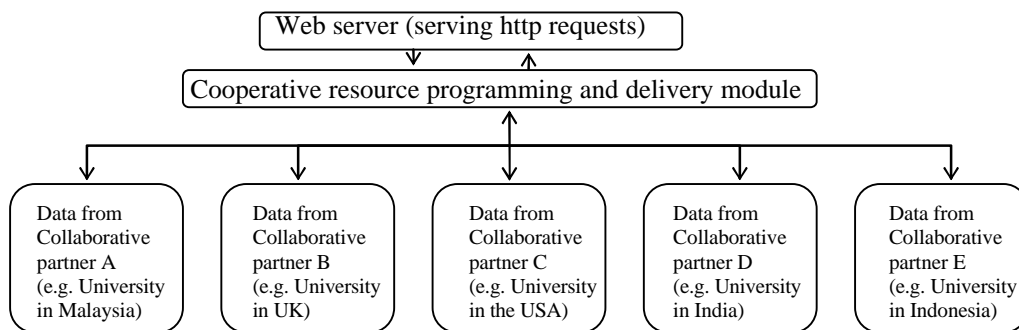 Web server (serving http requests)
Cooperative resource programming and delivery module
Data from
Collaborative
partner A
(e.g. University
in Malaysia)
Data from
Collaborative
partner B
(e.g. University
in UK)
Data from
Collaborative
partner C
(e.g. University
in the USA)
Data from
Collaborative
partner D
(e.g. University
in India)
Data from
Collaborative
partner E
(e.g. University
in Indonesia)